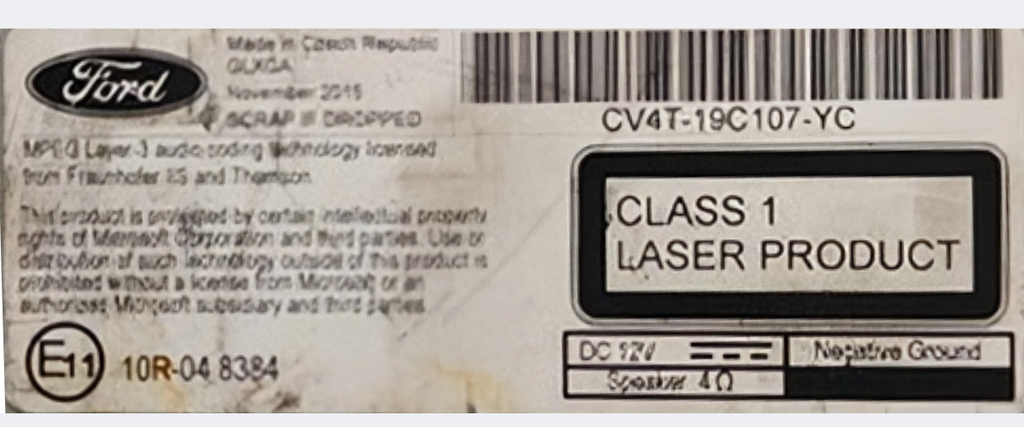 Ford
Made in Czech Republic
November
SCRAP IF DROPPED
CV4T-19C107-YC
MPEG Layer-3 audio coding technology licensed
from Fraunhofer IIS and Thomson
This product is protected by certain intellectual property
rights of Microsoft Corporation and third parties. Use or
distribution of such technology outside of this product is
prohibited without a license from Microsoft or an
authorized Microsoft subsidiary and third parties.
CLASS 1
LASER PRODUCT
E11
10R-04 8384
DC 12V
Negative Ground
Speaker 4Ω